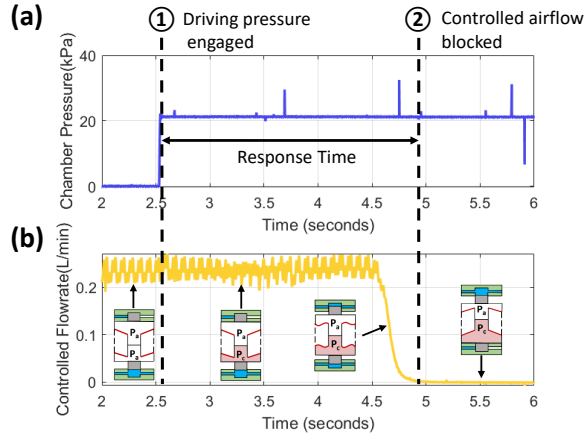 (a)
1 Driving pressure
engaged
2 Controlled airflow
blocked
Chamber Pressure(kPa)
40
20
0
Response Time
2 2.5 3 3.5 4 4.5 5 5.5 6
Time (seconds)
(b)
Controlled Flowrate(L/min)
0.2
0.1
0
Pa
Pa
Pa
Pc
Pa
Pc
Pa
Pc
2 2.5 3 3.5 4 4.5 5 5.5 6
Time (seconds)